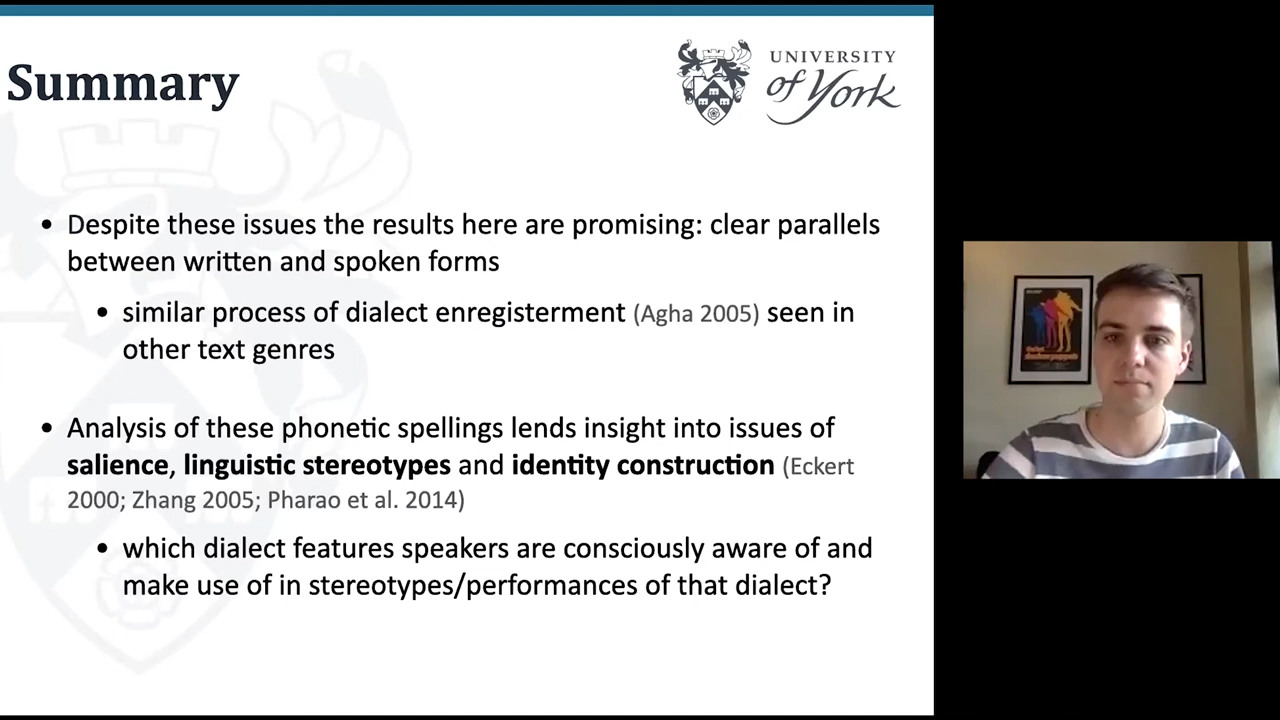 Summary
UNIVERSITY
of York
• Despite these issues the results here are promising: clear parallels
between written and spoken forms
• similar process of dialect enregisterment (Agha 2005) seen in
other text genres
• Analysis of these phonetic spellings lends insight into issues of
salience, linguistic stereotypes and identity construction (Eckert
2000; Zhang 2005; Pharao et al. 2014)
• which dialect features speakers are consciously aware of and
make use of in stereotypes/performances of that dialect?